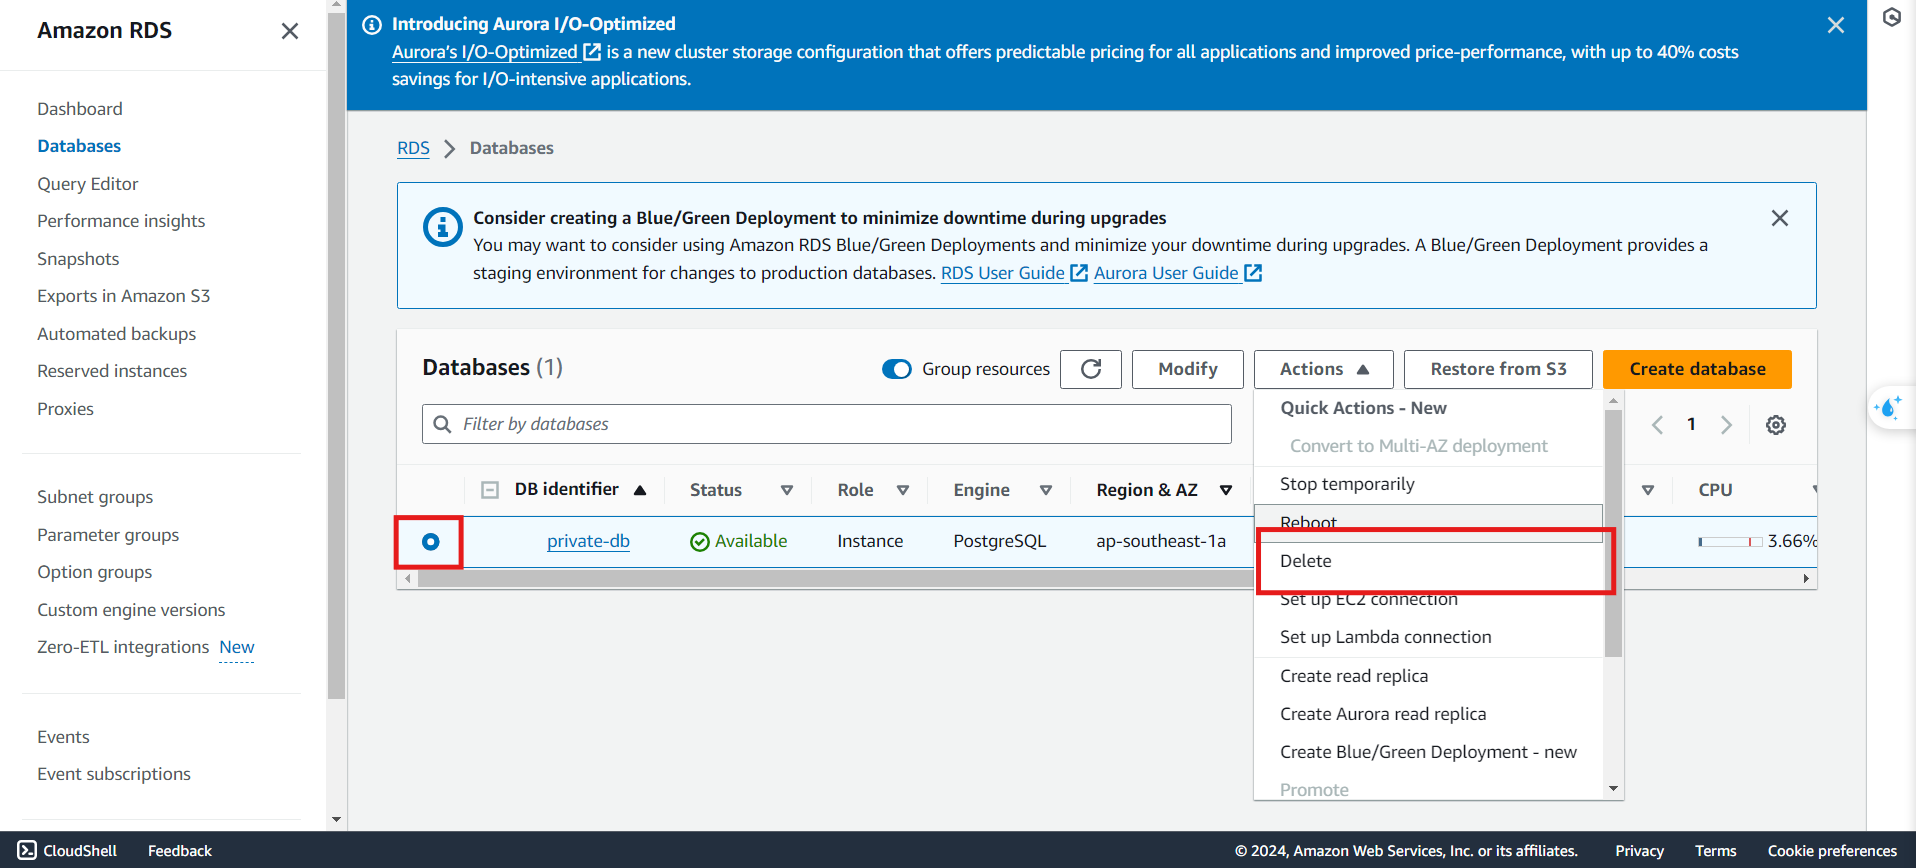 Amazon RDS
Dashboard
Databases
Query Editor
Performance insights
Snapshots
Exports in Amazon S3
Automated backups
Reserved instances
Proxies
Subnet groups
Parameter groups
Option groups
Custom engine versions
Zero-ETL integrations New
Events
Event subscriptions
Introducing Aurora I/O-Optimized
Aurora's I/O-Optimized is a new cluster storage configuration that offers predictable pricing for all applications and improved price-performance, with up to 40% costs
savings for I/O-intensive applications.
RDS > Databases
Consider creating a Blue/Green Deployment to minimize downtime during upgrades
You may want to consider using Amazon RDS Blue/Green Deployments and minimize your downtime during upgrades. A Blue/Green Deployment provides a
staging environment for changes to production databases. RDS User Guide Aurora User Guide
Databases (1)
Group resources
Modify
Actions
Restore from S3
Create database
Filter by databases
1
DB identifier
Status
Role
Engine
Region & AZ
CPU
private-db
Available
Instance
PostgreSQL
ap-southeast-1a
3.66%
Quick Actions - New
Convert to Multi-AZ deployment
Stop temporarily
Reboot
Delete
Set up EC2 connection
Set up Lambda connection
Create read replica
Create Aurora read replica
Create Blue/Green Deployment - new
Promote
CloudShell
Feedback
© 2024, Amazon Web Services, Inc. or its affiliates.
Privacy
Terms
Cookie preferences